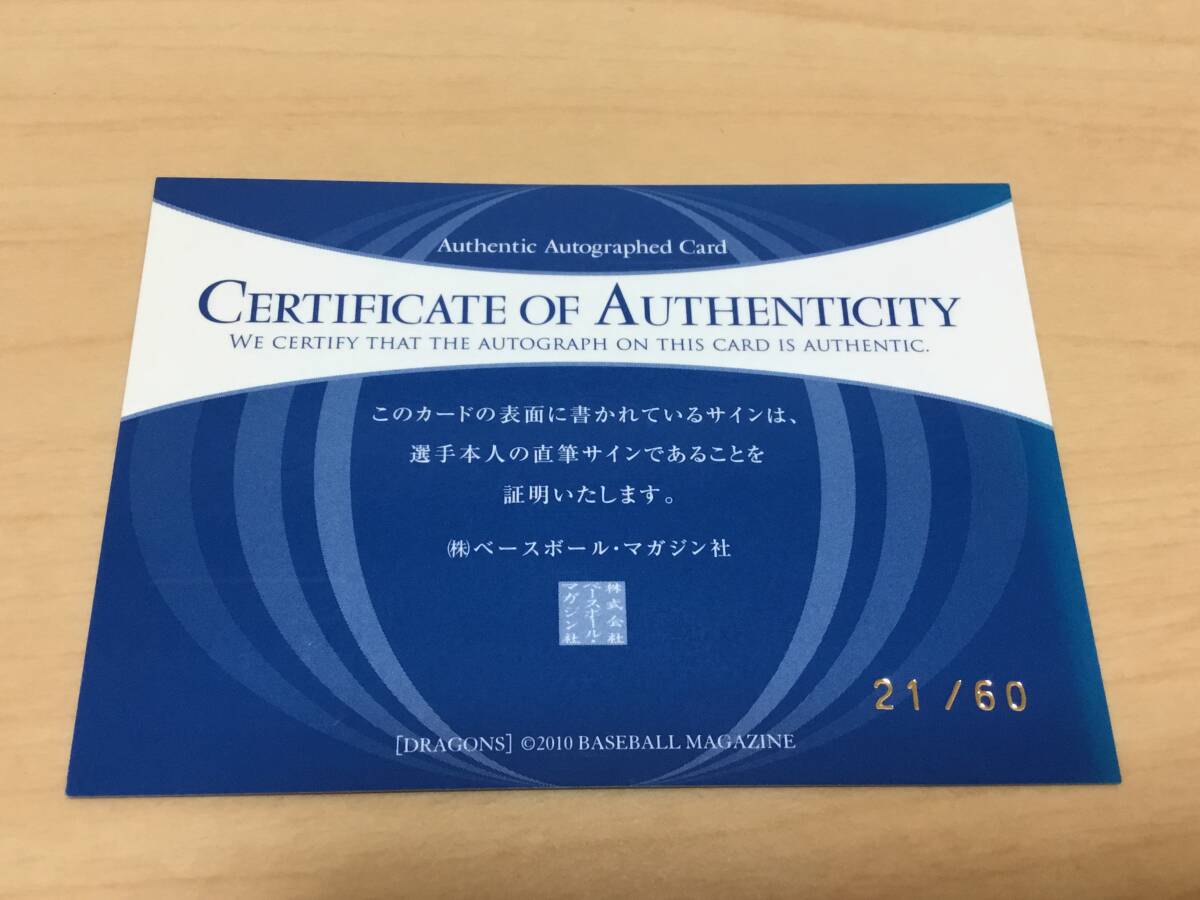 Authentic Autographed Card
CERTIFICATE OF AUTHENTICITY
WE CERTIFY THAT THE AUTOGRAPH ON THIS CARD IS AUTHENTIC.
このカードの表面に書かれているサインは、
選手本人の直筆サインであることを
証明いたします。
㈱ベースボール・マガジン社
株式会社
ベースボール・
マガジン社
21/60
[DRAGONS] ©2010 BASEBALL MAGAZINE